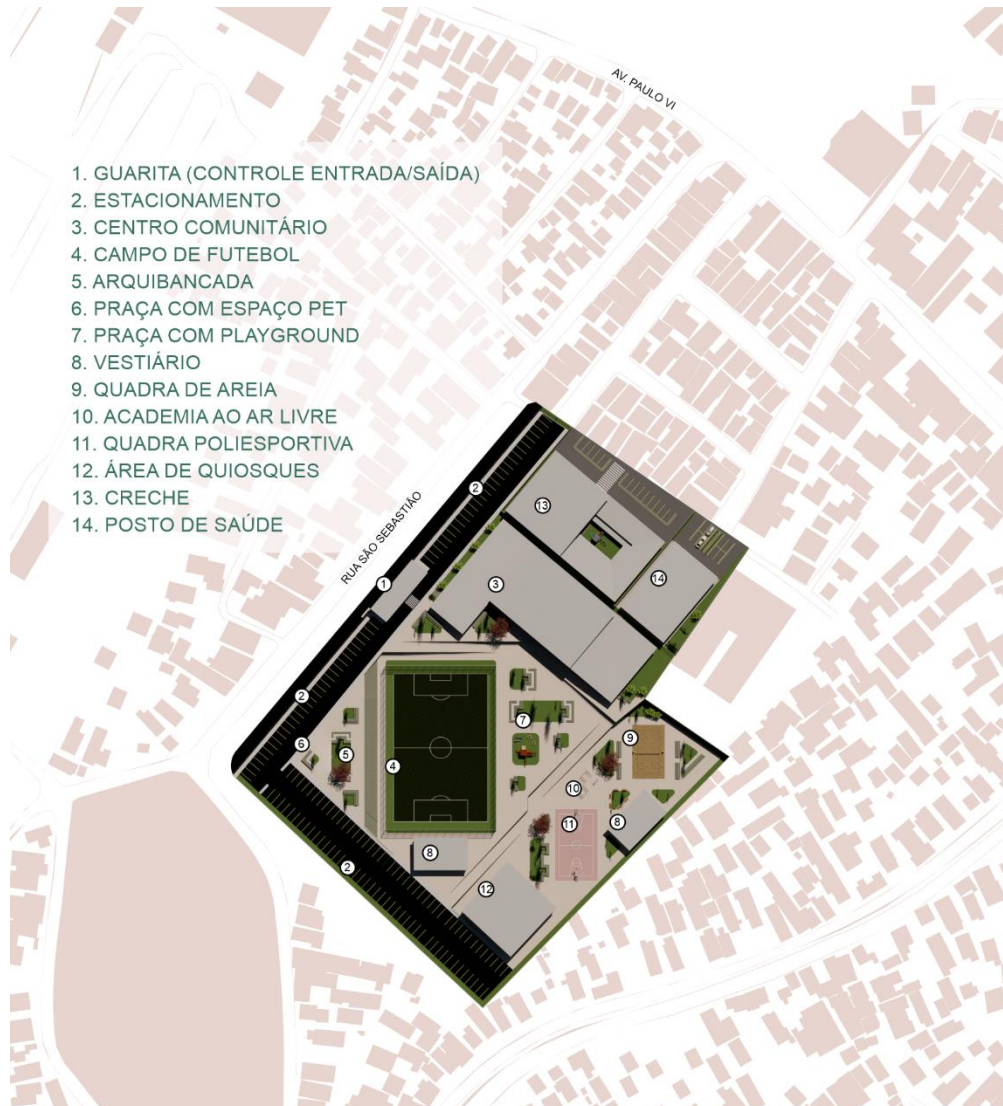 AV. PAULO VI
1. GUARITA (CONTROLE ENTRADA/SAÍDA)
2. ESTACIONAMENTO
3. CENTRO COMUNITÁRIO
4. CAMPO DE FUTEBOL
5. ARQUIBANCADA
6. PRAÇA COM ESPAÇO PET
7. PRAÇA COM PLAYGROUND
8. VESTIÁRIO
9. QUADRA DE AREIA
10. ACADEMIA AO AR LIVRE
11. QUADRA POLIESPORTIVA
12. ÁREA DE QUIOSQUES
13. CRECHE
14. POSTO DE SAÚDE
RUA SÃO SEBASTIÃO
2
13
14
1
3
2
7
6
5
4
9
10
11
8
8
12
2